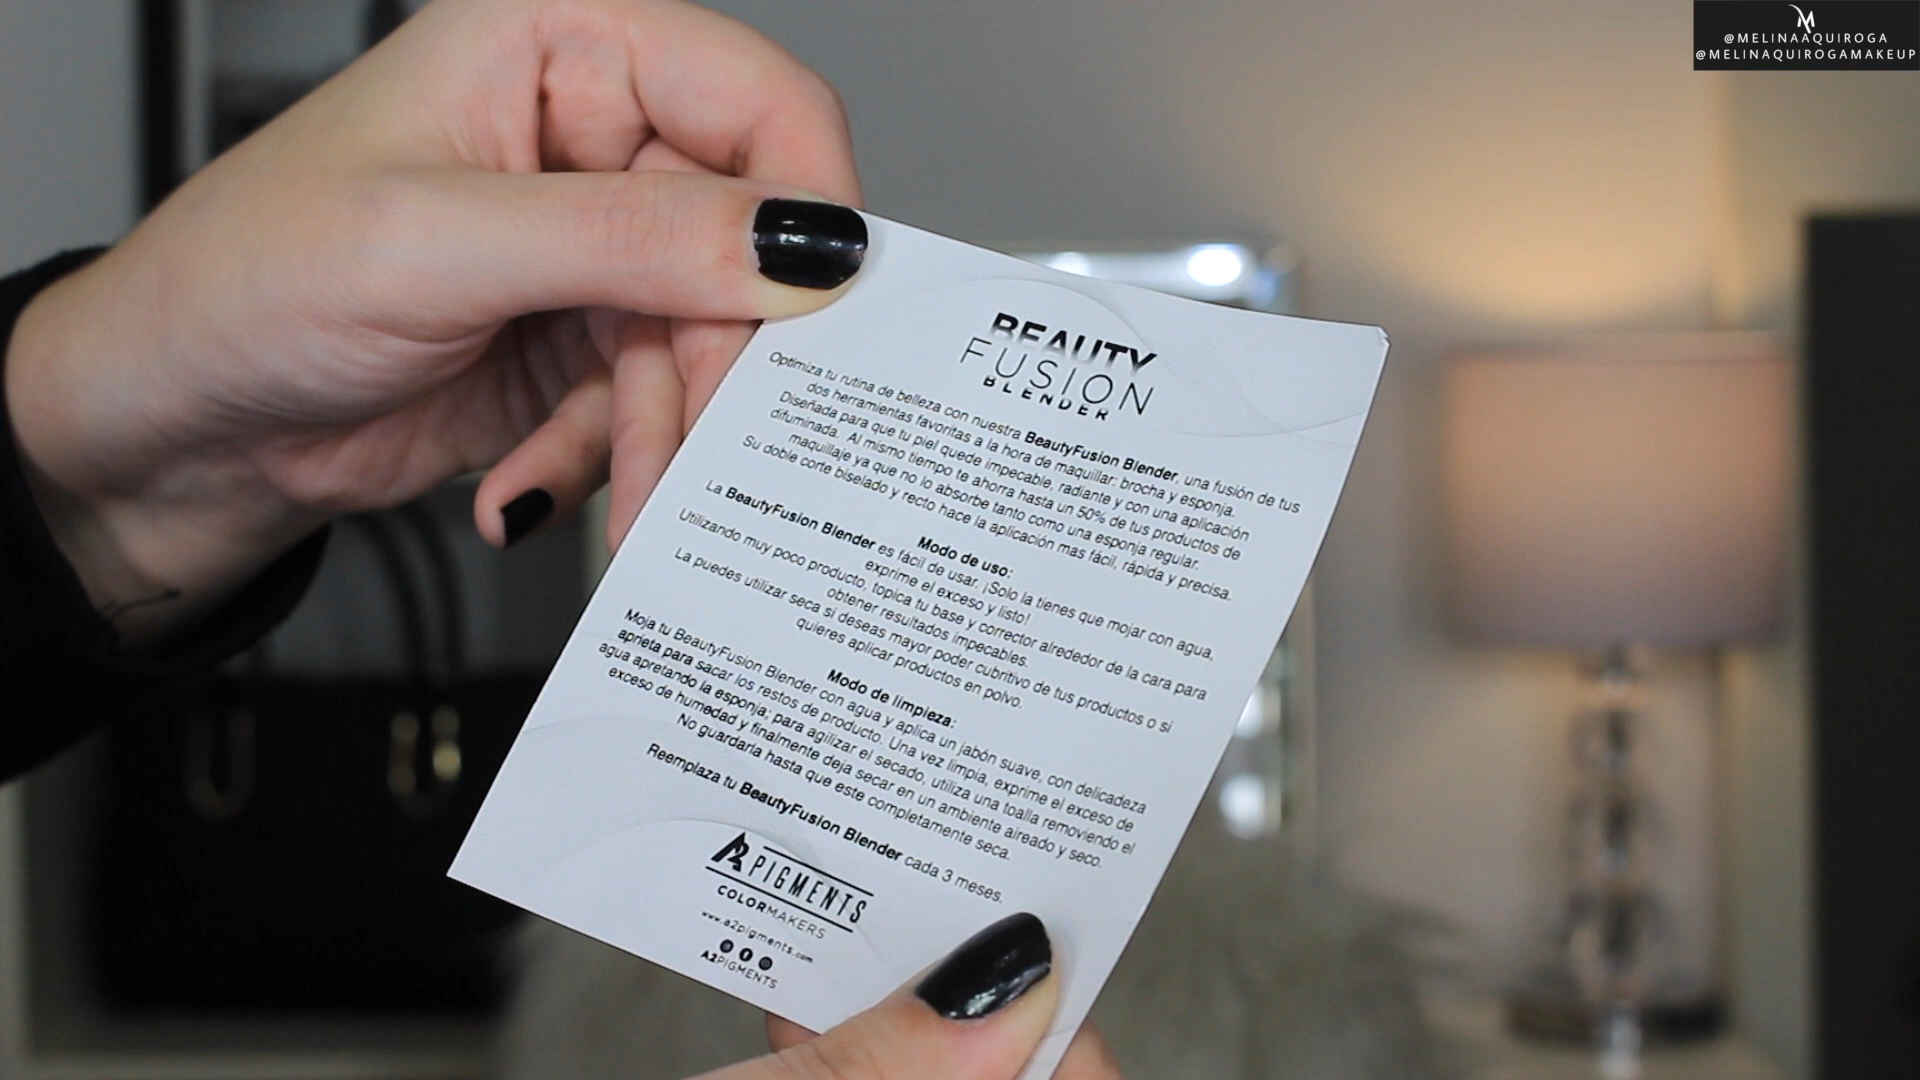 @MELINAAQUIROGA
@MELINAQUIROGAMAKEUP
BEAUTY
FUSION
BLENDER
Optimiza tu rutina de belleza con nuestra BeautyFusion Blender, una fusión de tus
dos herramientas favoritas a la hora de maquillar: brocha y esponja.
Diseñada para que tu piel quede impecable, radiante y con una aplicación
difuminada. Al mismo tiempo te ahorra hasta un 50% de tus productos de
maquillaje ya que no lo absorbe tanto como una esponja regular.
Su doble corte biselado y recto hace la aplicación mas fácil, rápida y precisa.
Modo de uso:
La BeautyFusion Blender es fácil de usar. ¡Solo la tienes que mojar con agua,
exprime el exceso y listo!
Utilizando muy poco producto, topica tu base y corrector alrededor de la cara para
obtener resultados impecables.
La puedes utilizar seca si deseas mayor poder cubritivo de tus productos o si
quieres aplicar productos en polvo.
Modo de limpieza:
Moja tu BeautyFusion Blender con agua y aplica un jabón suave, con delicadeza
aprieta para sacar los restos de producto. Una vez limpia, exprime el exceso de
agua apretando la esponja; para agilizar el secado, utiliza una toalla removiendo el
exceso de humedad y finalmente deja secar en un ambiente aireado y seco.
No guardarla hasta que este completamente seca.
Reemplaza tu BeautyFusion Blender cada 3 meses.
A2 PIGMENTS
COLORMAKERS
www.a2pigments.com
A2PIGMENTS